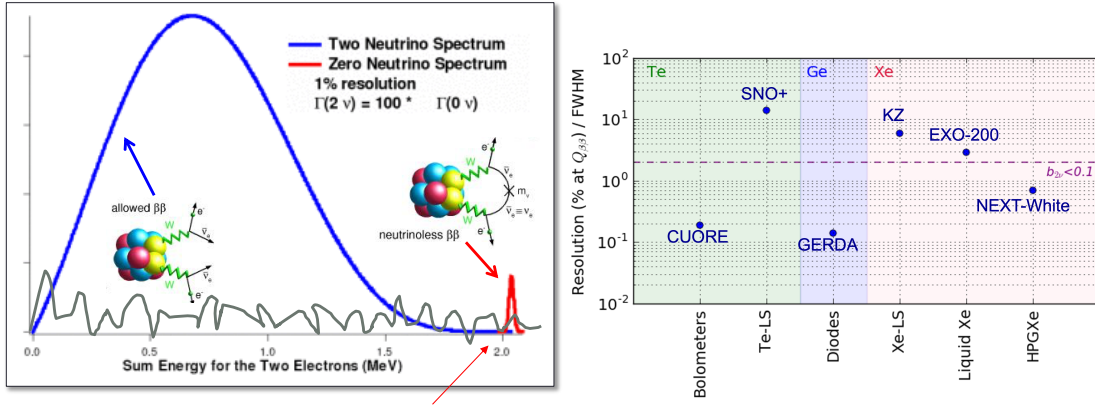 Two Neutrino Spectrum
Zero Neutrino Spectrum
1% resolution
Γ(2 ν) = 100 * Γ(0 ν)
allowed ββ
W
e-
ν̄e
W
ν̄e
e-
neutrinoless ββ
W
e-
ν̄e
mν
ν̄e ≡ νe
W
e-
0.0 0.5 1.0 1.5 2.0
Sum Energy for the Two Electrons (MeV)
Resolution (% at Qββ) / FWHM
10²
10¹
10⁰
10⁻¹
10⁻²
Te Ge Xe
SNO+
KZ
EXO-200
b2ν<0.1
NEXT-White
CUORE
GERDA
Bolometers
Te-LS
Diodes
Xe-LS
Liquid Xe
HPGXe